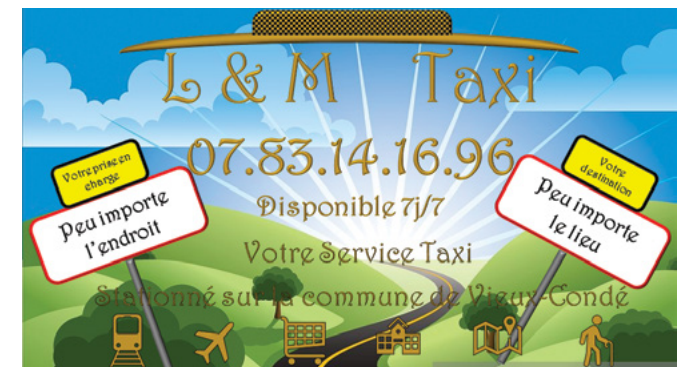 L & M Taxi
07.83.14.16.96
Votre prise en
charge
Peu importe
l'endroit
Votre
destination
Peu importe
le lieu
Disponible 7j/7
Votre Service Taxi
Stationné sur la commune de Vieux-Condé